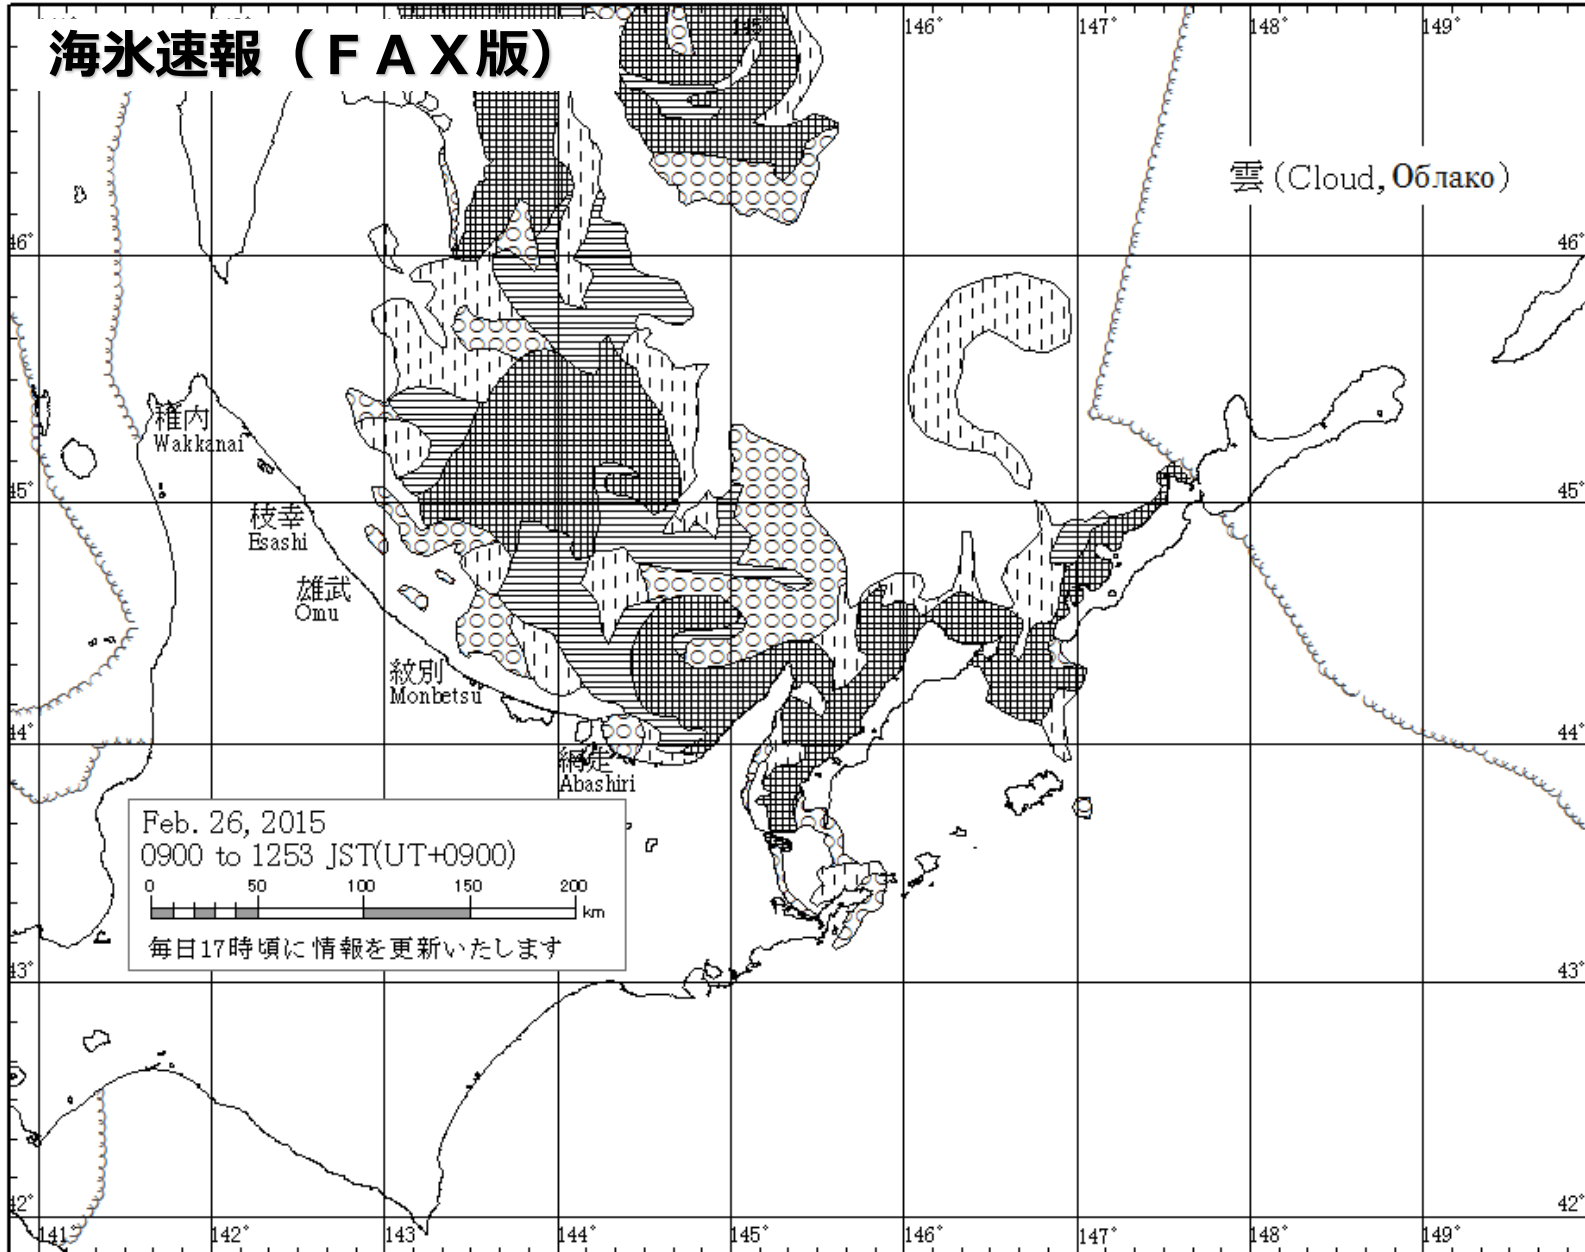 海氷速報（ＦＡＸ版）
145° 146° 147° 148° 149°
雲(Cloud, Облако)
46° 46°
稚内
Wakkanai
45° 45°
枝幸
Esashi
雄武
Omu
紋別
Monbetsu
44° 44°
網走
Abashiri
Feb. 26, 2015
0900 to 1253 JST(UT+0900)
0 50 100 150 200
km
毎日17時頃に情報を更新いたします
43° 43°
42° 42°
141° 142° 143° 144° 145° 146° 147° 148° 149°